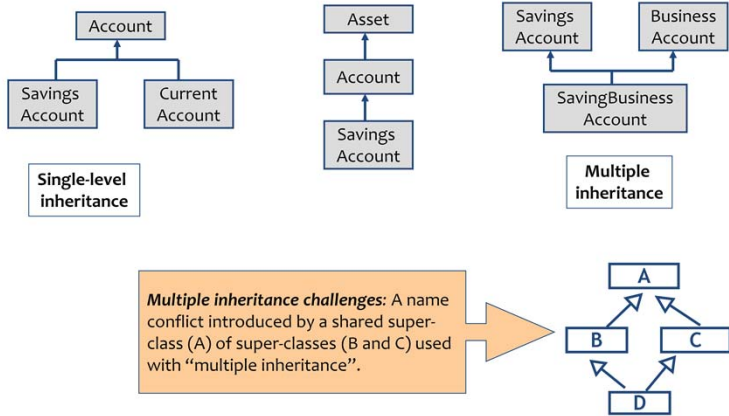 Account
Savings
Account
Current
Account
Single-level
inheritance
Asset
Account
Savings
Account
Savings
Account
Business
Account
SavingBusiness
Account
Multiple
inheritance
Multiple inheritance challenges: A name
conflict introduced by a shared super-
class (A) of super-classes (B and C) used
with “multiple inheritance”.
A
B
C
D